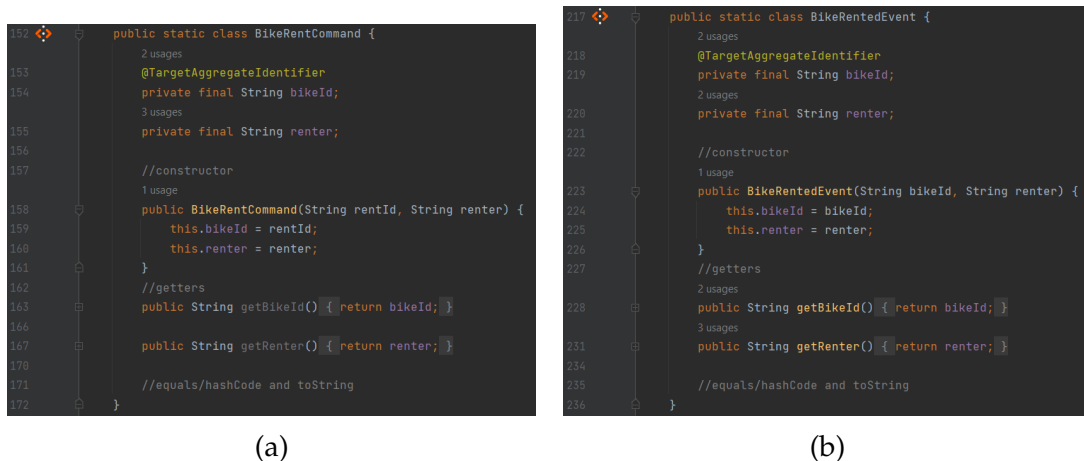 152 public static class BikeRentCommand {
2 usages
153 @TargetAggregateIdentifier
154 private final String bikeId;
3 usages
155 private final String renter;
156
157 //constructor
1 usage
158 public BikeRentCommand(String rentId, String renter) {
159 this.bikeId = rentId;
160 this.renter = renter;
161 }
162 //getters
163 public String getBikeId() { return bikeId; }
166
167 public String getRenter() { return renter; }
170
171 //equals/hashCode and toString
172 }
(a)
217 public static class BikeRentedEvent {
2 usages
218 @TargetAggregateIdentifier
219 private final String bikeId;
2 usages
220 private final String renter;
221
222 //constructor
1 usage
223 public BikeRentedEvent(String bikeId, String renter) {
224 this.bikeId = bikeId;
225 this.renter = renter;
226 }
227 //getters
2 usages
228 public String getBikeId() { return bikeId; }
3 usages
231 public String getRenter() { return renter; }
234
235 //equals/hashCode and toString
236 }
(b)